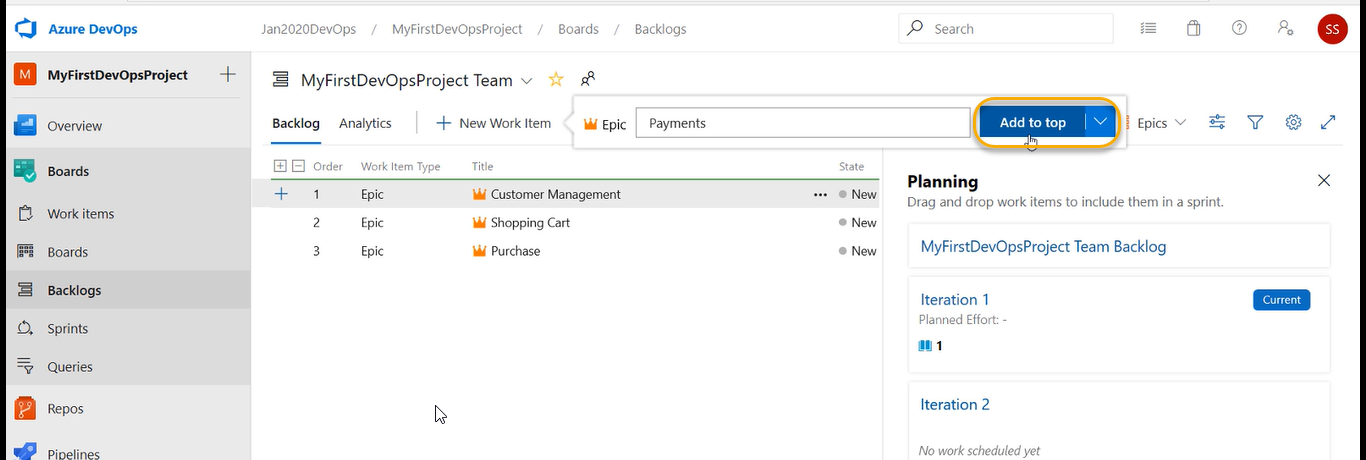 Azure DevOps
Jan2020DevOps / MyFirstDevOpsProject / Boards / Backlogs
Search
SS
M MyFirstDevOpsProject
MyFirstDevOpsProject Team
Overview
Boards
Work items
Boards
Backlogs
Sprints
Queries
Repos
Pipelines
Backlog Analytics New Work Item
Epic Payments Add to top
Epics
Order Work Item Type Title State
1 Epic Customer Management ••• New
2 Epic Shopping Cart New
3 Epic Purchase New
Planning
Drag and drop work items to include them in a sprint.
MyFirstDevOpsProject Team Backlog
Iteration 1 Current
Planned Effort: -
1
Iteration 2
No work scheduled yet